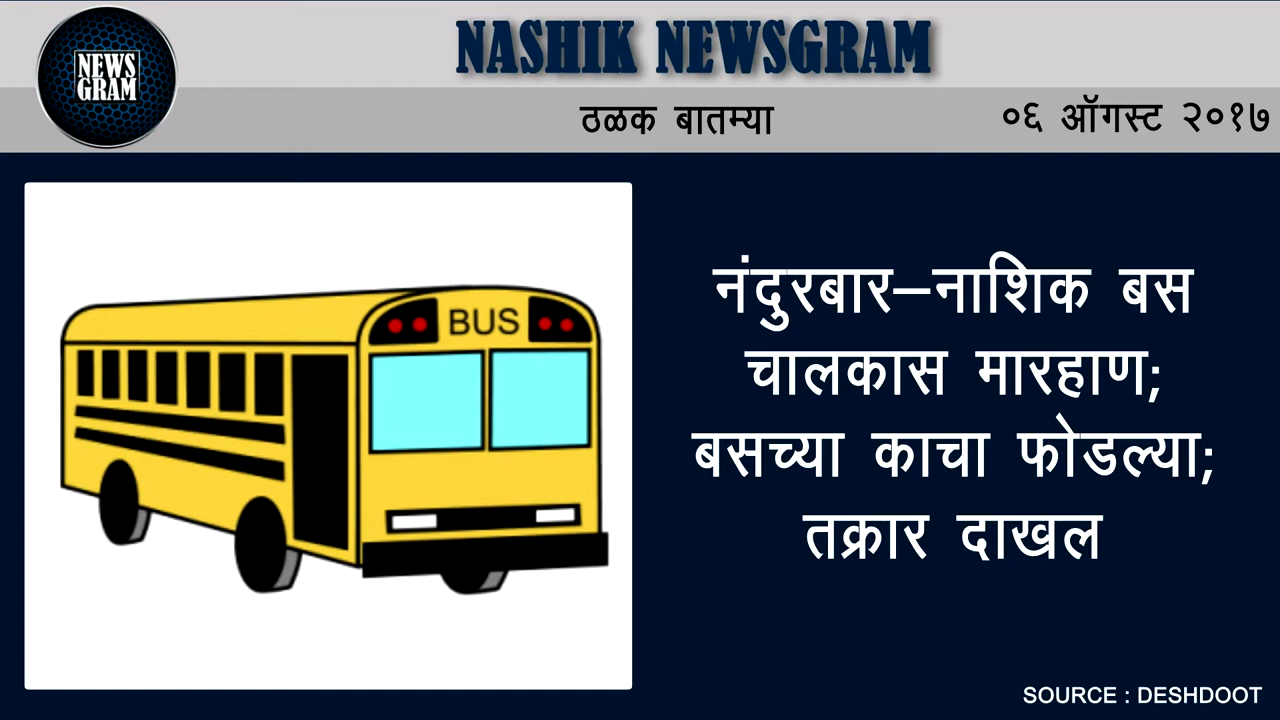 NEWS
GRAM
NASHIK NEWSGRAM
ठळक बातम्या
०६ ऑगस्ट २०१७
BUS
नंदुरबार–नाशिक बस
चालकास मारहाण;
बसच्या काचा फोडल्या;
तक्रार दाखल
SOURCE : DESHDOOT